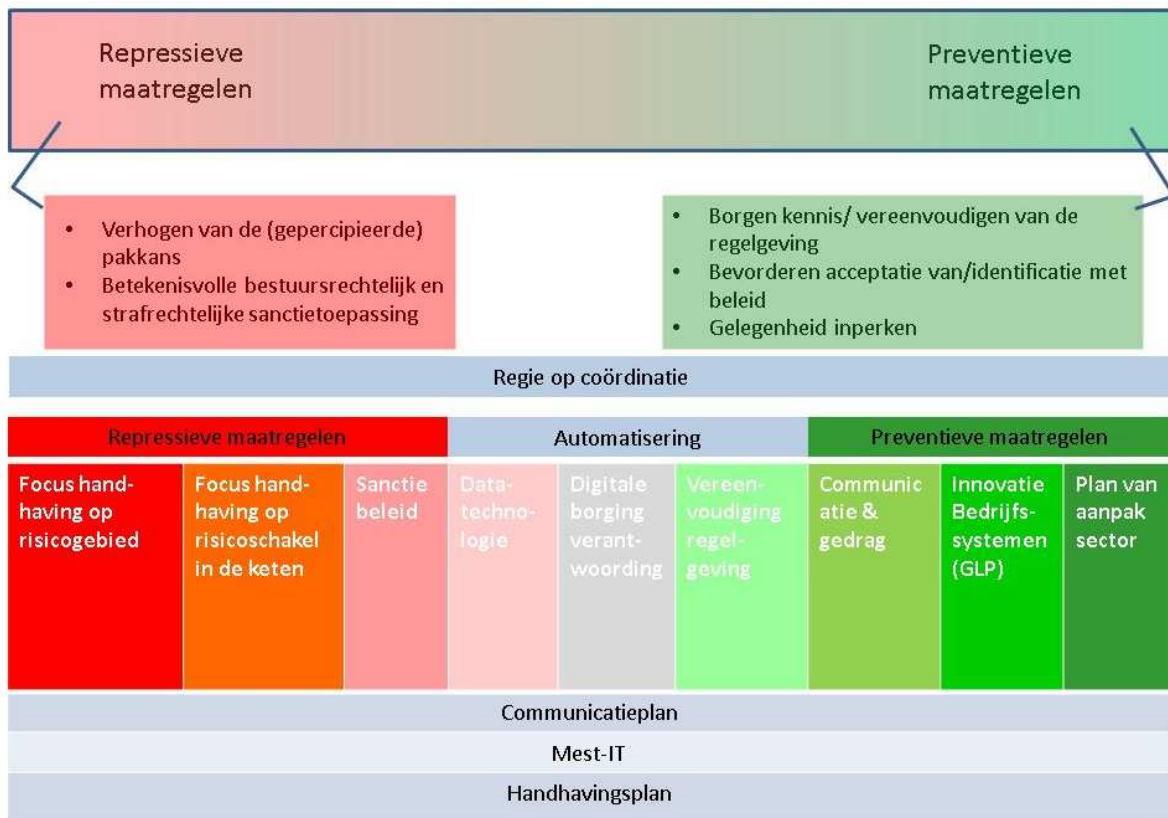 Repressieve
maatregelen
Preventieve
maatregelen
• Verhogen van de (gepercipieerde)
pakkans
• Betekenisvolle bestuursrechtelijk en
strafrechtelijke sanctietoepassing
• Borgen kennis/ vereenvoudigen van de
regelgeving
• Bevorderen acceptatie van/identificatie met
beleid
• Gelegenheid inperken
Regie op coördinatie
Repressieve maatregelen
Automatisering
Preventieve maatregelen
Focus hand-
having op
risicogebied
Focus hand-
having op
risicoschakel
in de keten
Sanctie
beleid
Data-
techno-
logie
Digitale
borging
verant-
woording
Vereen-
voudiging
regel-
geving
Communic
atie &
gedrag
Innovatie
Bedrijfs-
systemen
(GLP)
Plan van
aanpak
sector
Communicatieplan
Mest-IT
Handhavingsplan